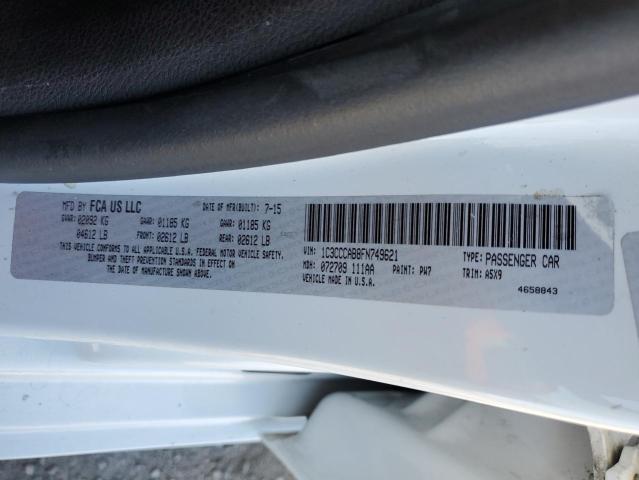 MFD BY FCA US LLC DATE OF MFR(BUILT): 7-15
GVWR: 02092 KG GAWR: 01185 KG GAWR: 01185 KG
04612 LB FRONT: 02612 LB REAR: 02612 LB
THIS VEHICLE CONFORMS TO ALL APPLICABLE U.S.A. FEDERAL MOTOR VEHICLE SAFETY,
BUMPER AND THEFT PREVENTION STANDARDS IN EFFECT ON
THE DATE OF MANUFACTURE SHOWN ABOVE.
VIN: 1C3CCCAB8FN749621 TYPE: PASSENGER CAR
MDH: 072709 111AA PAINT: PW7 TRIM: A5X9
VEHICLE MADE IN U.S.A.
4658843